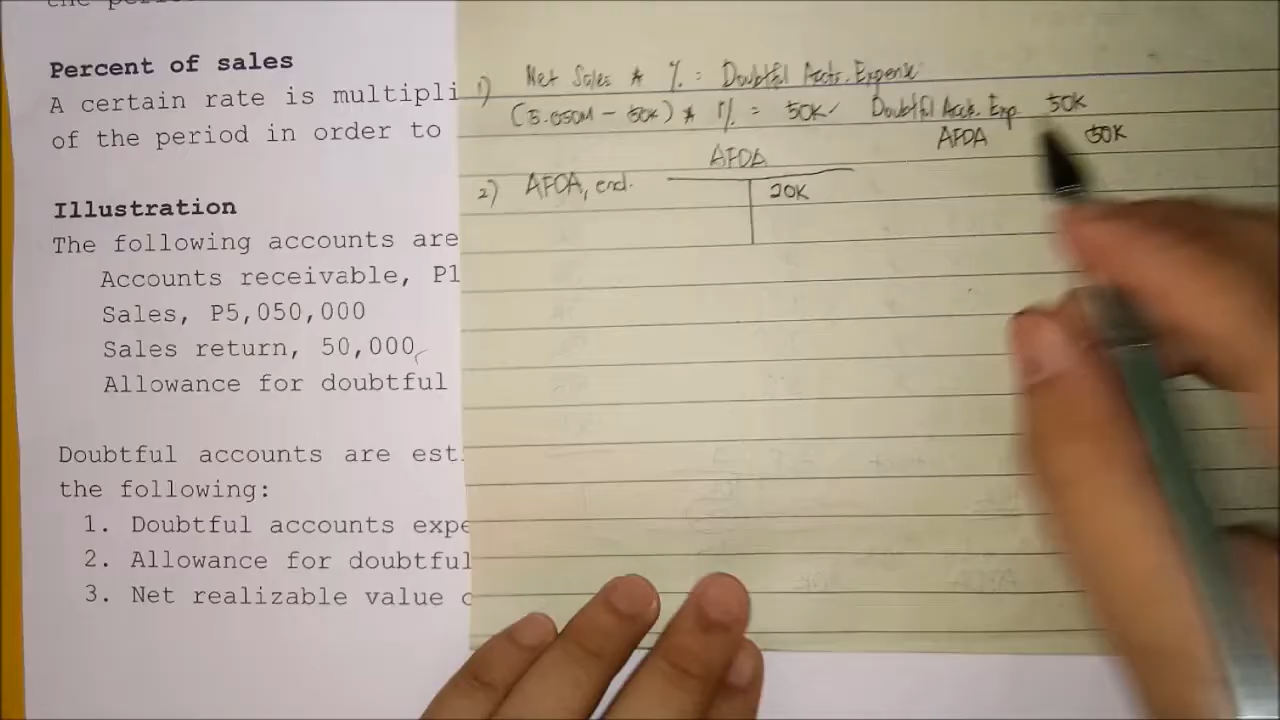 Percent of sales
A certain rate is multipli
of the period in order to
Illustration
The following accounts are
Accounts receivable, P1
Sales, P5,050,000
Sales return, 50,000
Allowance for doubtful
Doubtful accounts are est
the following:
1. Doubtful accounts expe
2. Allowance for doubtful
3. Net realizable value
1) Net Sales * % = Doubtful Accts. Expense
(5.050M - 50K) * 1% = 50K Doubtful Accts. Exp. 50K
AFDA 50K
AFDA
2) AFDA, end. 20K